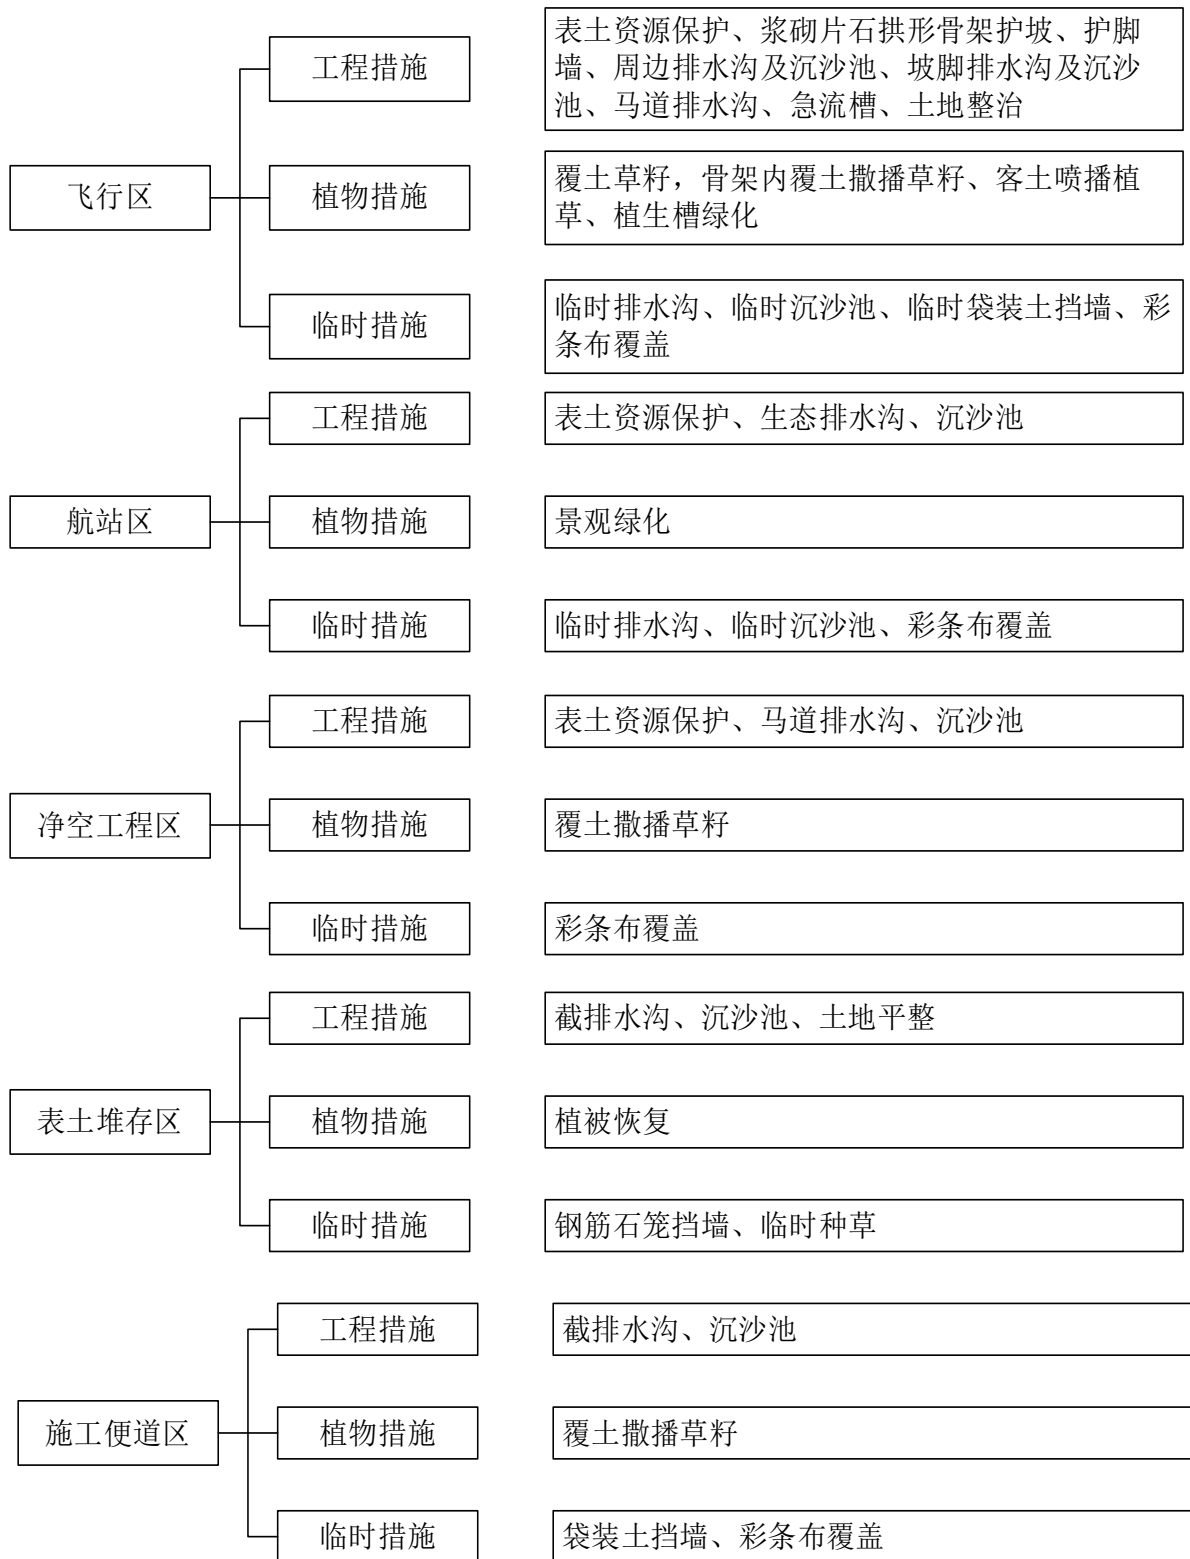 工程措施
表土资源保护、浆砌片石拱形骨架护坡、护脚
墙、周边排水沟及沉沙池、坡脚排水沟及沉沙
池、马道排水沟、急流槽、土地整治
飞行区
植物措施
覆土草籽，骨架内覆土撒播草籽、客土喷播植
草、植生槽绿化
临时措施
临时排水沟、临时沉沙池、临时袋装土挡墙、彩
条布覆盖
工程措施
表土资源保护、生态排水沟、沉沙池
航站区
植物措施
景观绿化
临时措施
临时排水沟、临时沉沙池、彩条布覆盖
工程措施
表土资源保护、马道排水沟、沉沙池
净空工程区
植物措施
覆土撒播草籽
临时措施
彩条布覆盖
工程措施
截排水沟、沉沙池、土地平整
表土堆存区
植物措施
植被恢复
临时措施
钢筋石笼挡墙、临时种草
工程措施
截排水沟、沉沙池
施工便道区
植物措施
覆土撒播草籽
临时措施
袋装土挡墙、彩条布覆盖